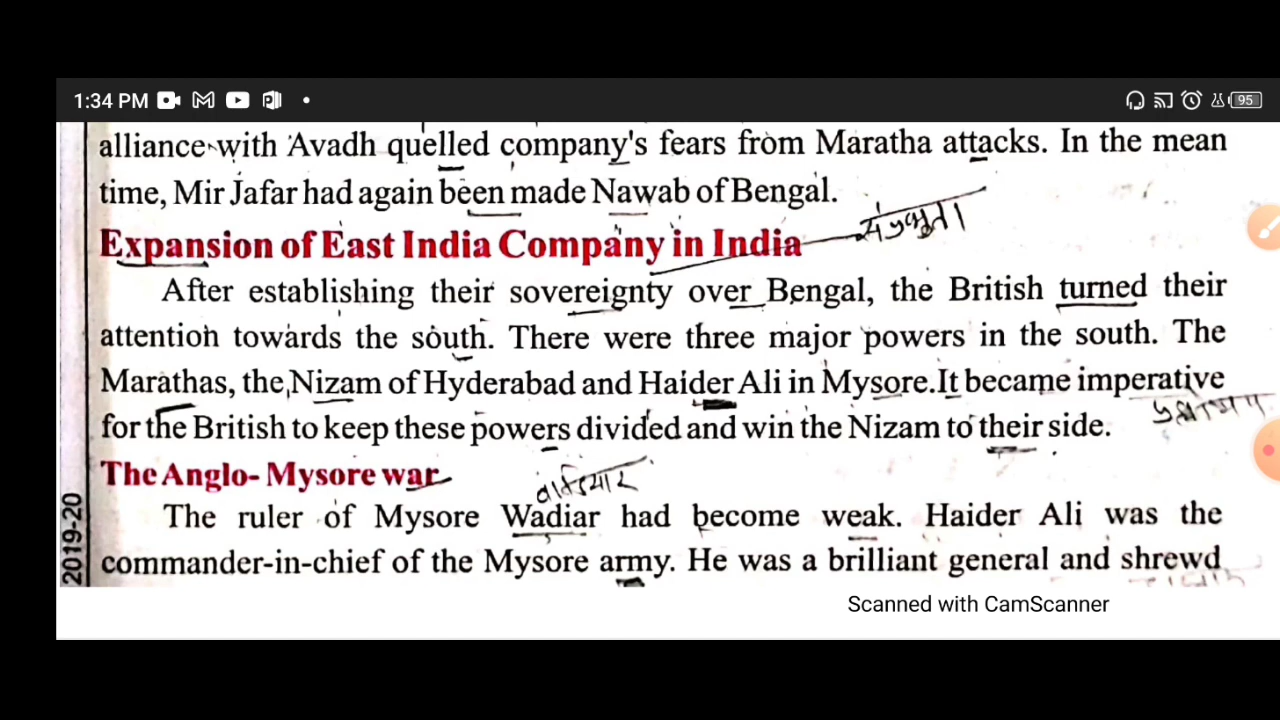 1:34 PM
95
alliance with Avadh quelled company's fears from Maratha attacks. In the mean
time, Mir Jafar had again been made Nawab of Bengal.
Expansion of East India Company in India
After establishing their sovereignty over Bengal, the British turned their
attention towards the south. There were three major powers in the south. The
Marathas, the Nizam of Hyderabad and Haider Ali in Mysore.It became imperative
for the British to keep these powers divided and win the Nizam to their side.
The Anglo- Mysore war
वाडियार
The ruler of Mysore Wadiar had become weak. Haider Ali was the
commander-in-chief of the Mysore army. He was a brilliant general and shrewd
2019-20
Scanned with CamScanner